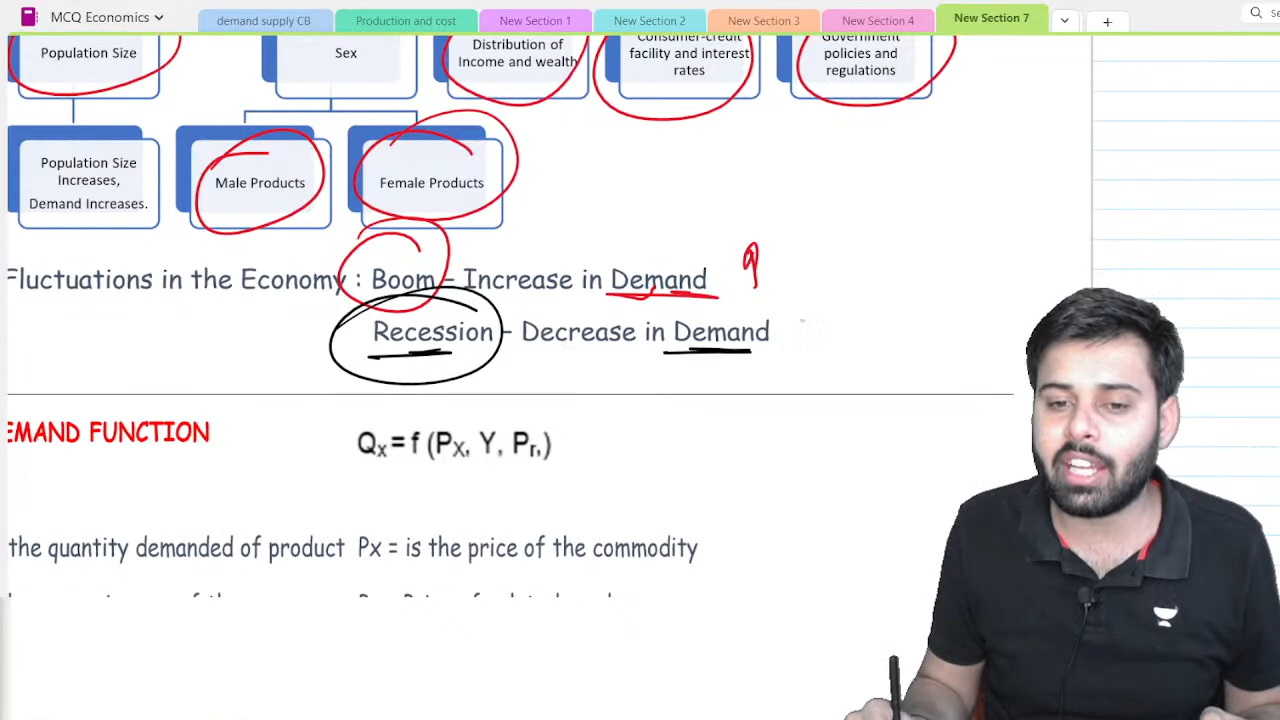 MCQ Economics
demand supply CB
Production and cost
New Section 1
New Section 2
New Section 3
New Section 4
New Section 7
Population Size
Sex
Distribution of
Income and wealth
Consumer-credit
facility and interest
rates
Government
policies and
regulations
Population Size
Increases,
Demand Increases.
Male Products
Female Products
Fluctuations in the Economy : Boom – Increase in Demand
Recession – Decrease in Demand
EMAND FUNCTION
Qx = f (PX, Y, Pr,)
the quantity demanded of product Px = is the price of the commodity